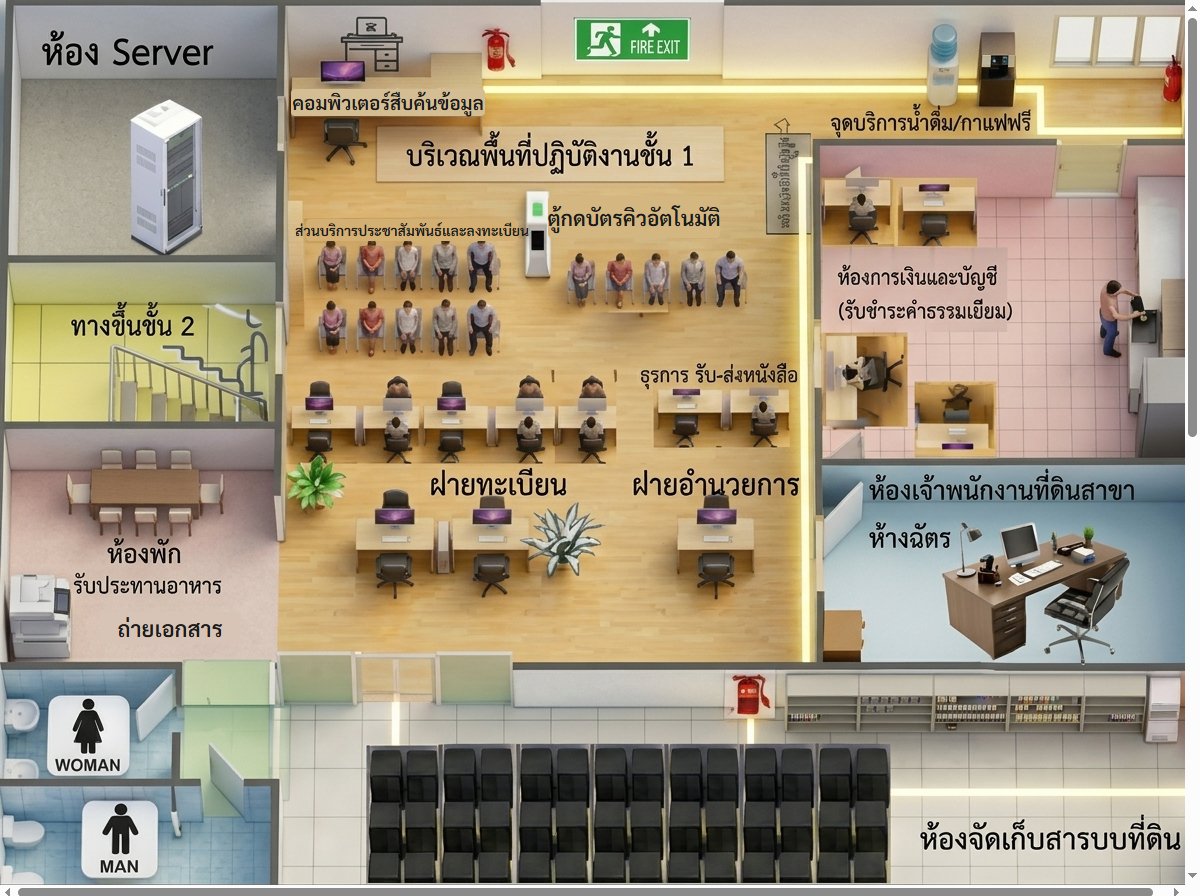 ห้อง Server
FIRE EXIT
คอมพิวเตอร์สืบค้นข้อมูล
จุดบริการน้ำดื่ม/กาแฟฟรี
บริเวณพื้นที่ปฏิบัติงานชั้น 1
ตู้กดบัตรคิวอัตโนมัติ
ส่วนบริการประชาสัมพันธ์และลงทะเบียน
ห้องการเงินและบัญชี
(รับชำระค่าธรรมเนียม)
ทางขึ้นชั้น 2
ธุรการ รับ-ส่งหนังสือ
ฝ่ายทะเบียน
ฝ่ายอำนวยการ
ห้องเจ้าพนักงานที่ดินสาขา
ห้างฉัตร
ห้องพัก
รับประทานอาหาร
ถ่ายเอกสาร
WOMAN
MAN
ห้องจัดเก็บสารบบที่ดิน